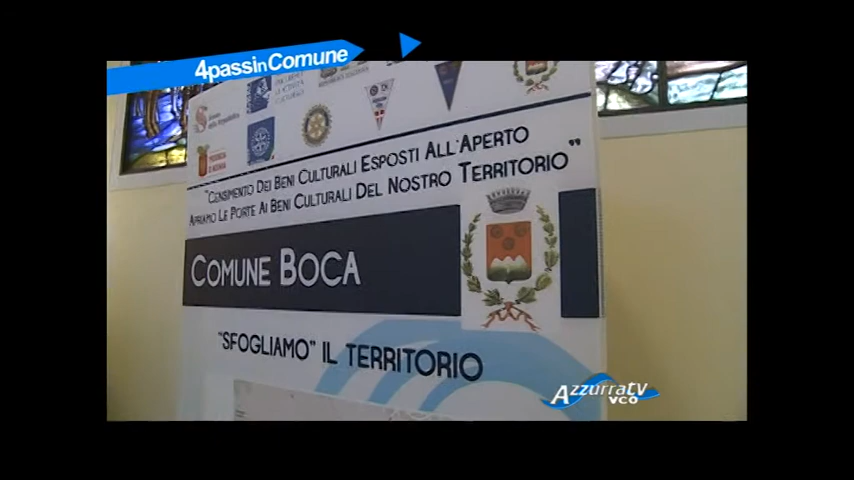 4passinComune
"CENSIMENTO DEI BENI CULTURALI ESPOSTI ALL'APERTO
APRIAMO LE PORTE AI BENI CULTURALI DEL NOSTRO TERRITORIO"
COMUNE BOCA
"SFOGLIAMO" IL TERRITORIO
Azzurratv
VCO